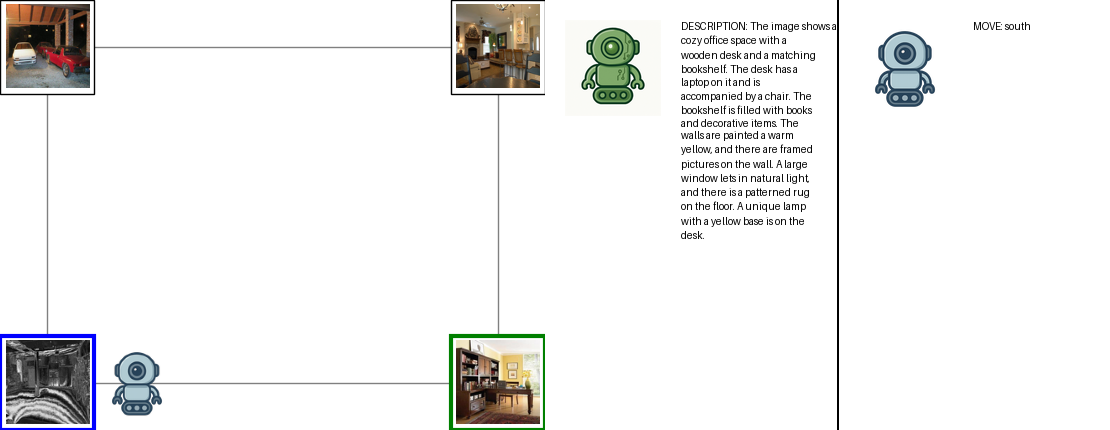 DESCRIPTION: The image shows a
cozy office space with a
wooden desk and a matching
bookshelf. The desk has a
laptop on it and is
accompanied by a chair. The
bookshelf is filled with books
and decorative items. The
walls are painted a warm
yellow, and there are framed
pictures on the wall. A large
window lets in natural light,
and there is a patterned rug
on the floor. A unique lamp
with a yellow base is on the
desk.
MOVE: south